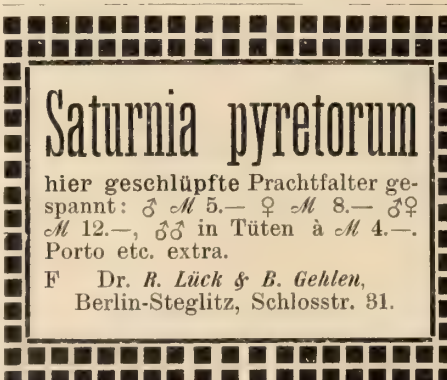 Saturnia pyretorum
hier geschlüpfte Prachtfalter ge-
spannt: ♂ ℳ 5.— ♀ ℳ 8.— ♂♀
ℳ 12.—, ♂♂ in Tüten à ℳ 4.—.
Porto etc. extra.
F Dr. R. Lück & B. Gehlen,
Berlin-Steglitz, Schlosstr. 31.